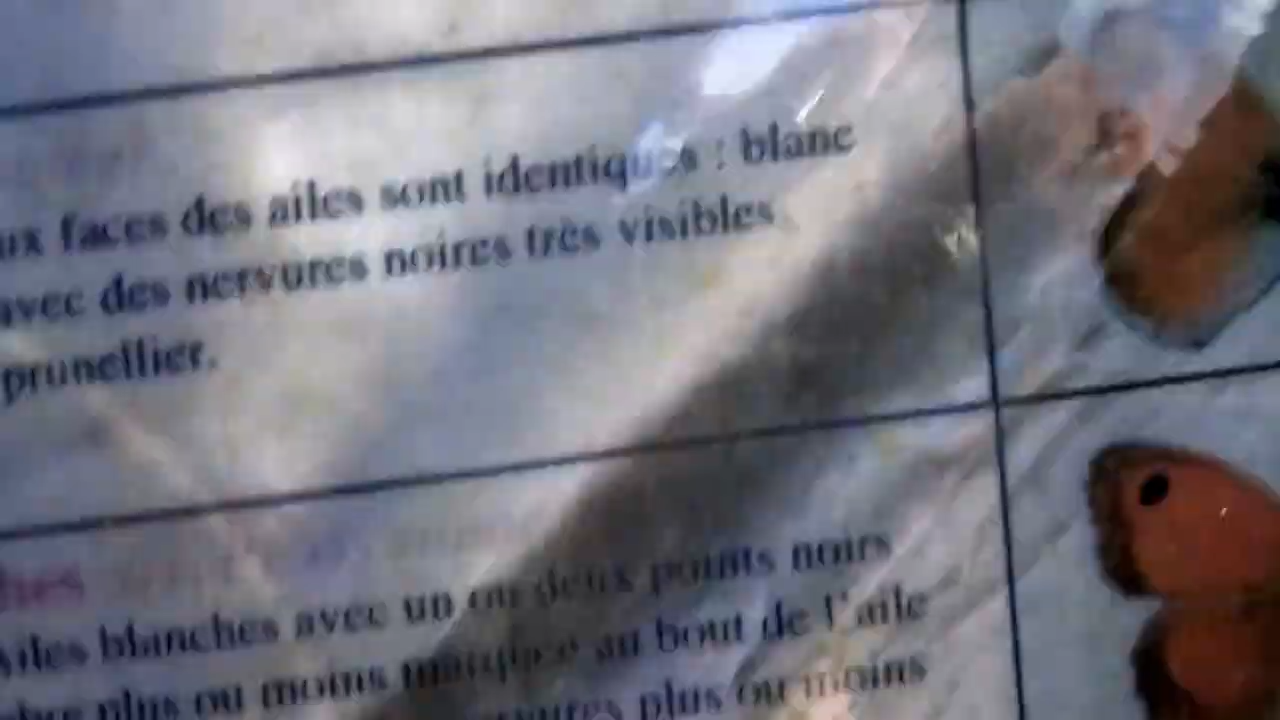 ux faces des ailes sont identiques : blanc
avec des nervures noires très visibles
prunellier.
hes
Ailes blanches avec un ou deux points noirs
plus ou moins marquée au bout de l'aile
plus ou moins